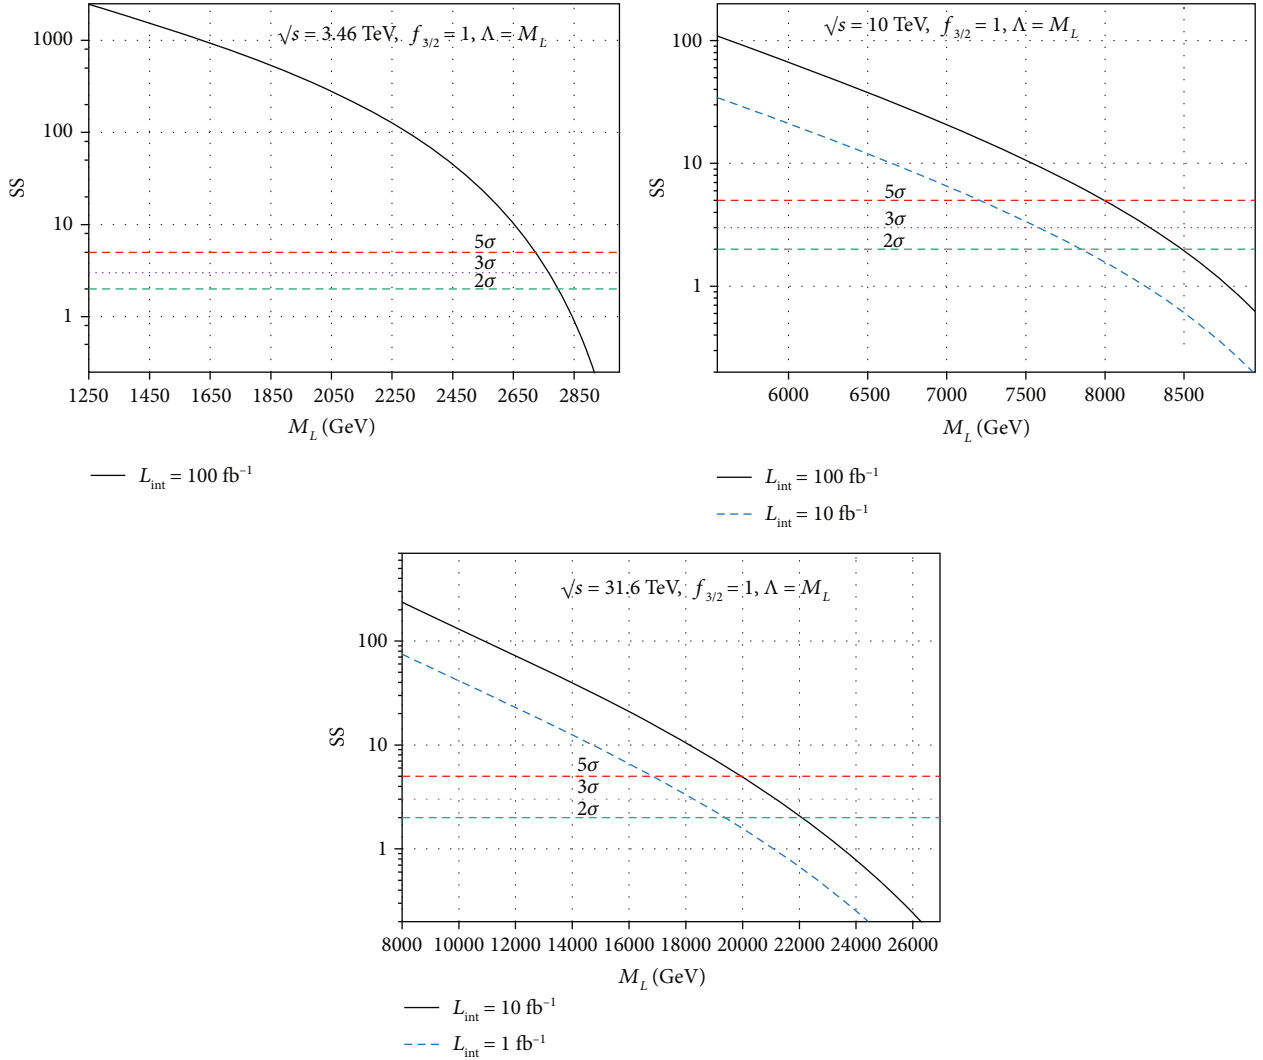 √s = 3.46 TeV, f3/2 = 1, Λ = ML
1000
100
10
1
SS
5σ
3σ
2σ
1250 1450 1650 1850 2050 2250 2450 2650 2850
ML (GeV)
Lint = 100 fb⁻¹
√s = 10 TeV, f3/2 = 1, Λ = ML
100
10
1
SS
5σ
3σ
2σ
6000 6500 7000 7500 8000 8500
ML (GeV)
Lint = 100 fb⁻¹
Lint = 10 fb⁻¹
√s = 31.6 TeV, f3/2 = 1, Λ = ML
100
10
1
SS
5σ
3σ
2σ
8000 10000 12000 14000 16000 18000 20000 22000 24000 26000
ML (GeV)
Lint = 10 fb⁻¹
Lint = 1 fb⁻¹